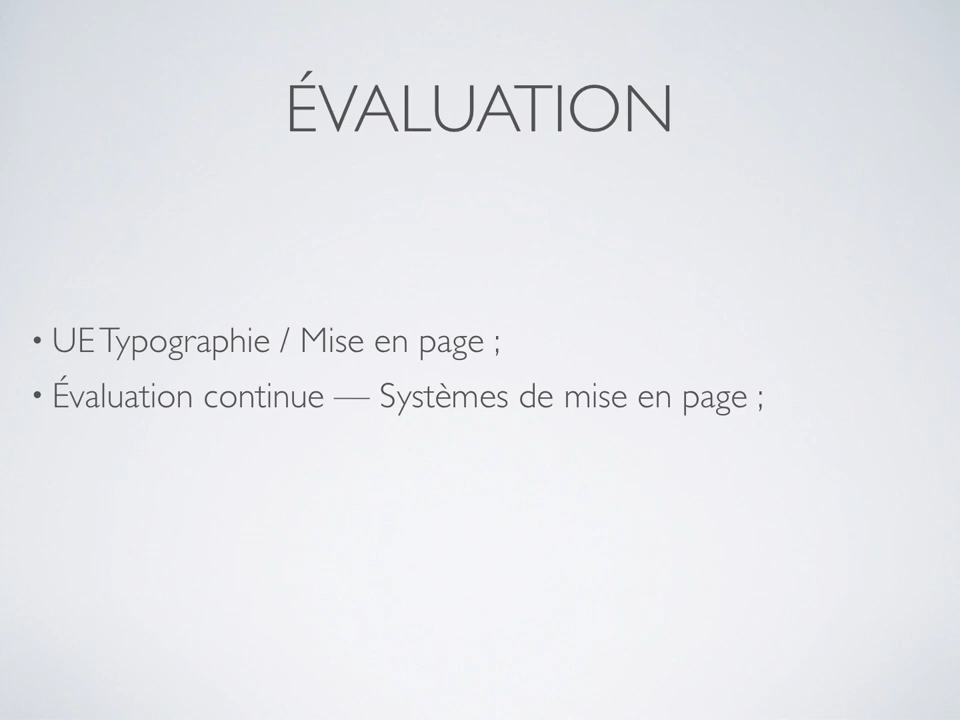 ÉVALUATION
• UE Typographie / Mise en page ;
• Évaluation continue — Systèmes de mise en page ;